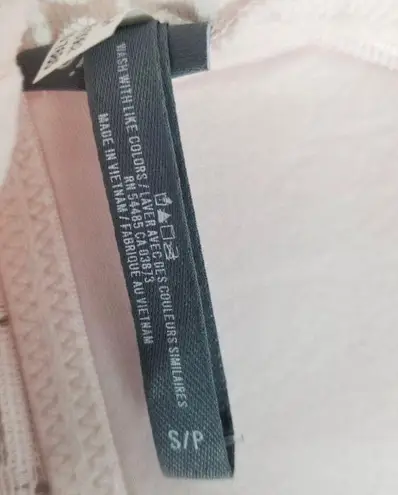 WASH WITH LIKE COLORS / LAVER AVEC DES COULEURS SIMILAIRES
RN 54485 CA 03873
MADE IN VIETNAM / FABRIQUÉ AU VIETNAM
S/P